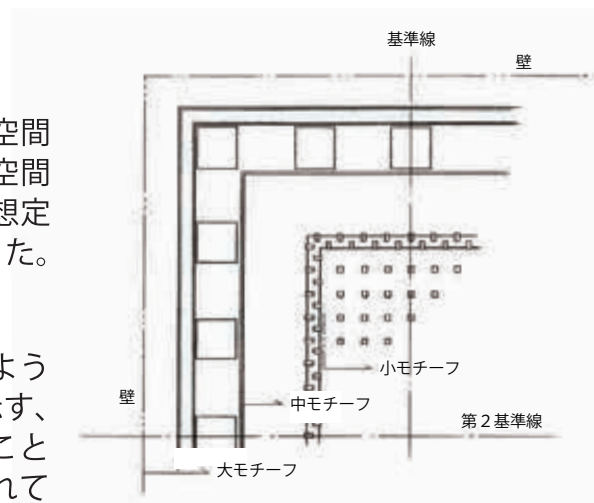 空間
空間
想定
た。
よう
す、
こと
れて
基準線
壁
小モチーフ
中モチーフ
壁
第２基準線
大モチーフ